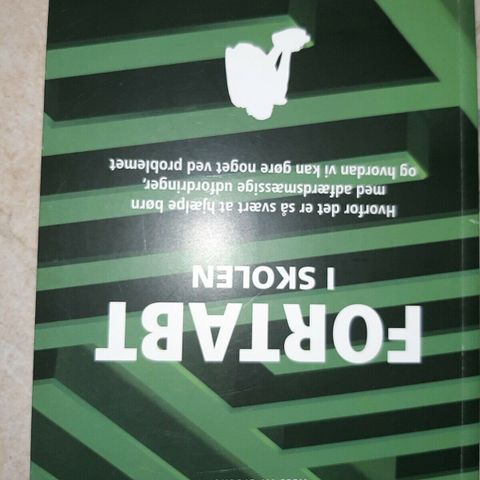 FORTABT
I SKOLEN
Hvorfor det er så svært at hjælpe børn
med adfærdsmæssige udfordringer,
og hvordan vi kan gøre noget ved problemet